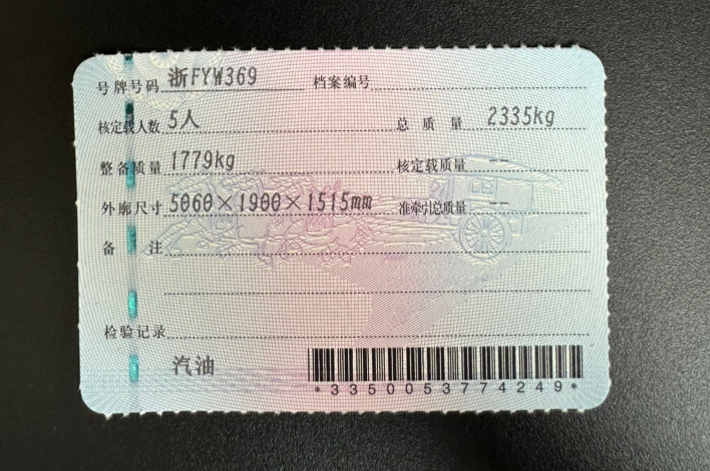 号牌号码 浙FYW369 档案编号
核定载人数 5人 总质量 2335kg
整备质量 1779kg 核定载质量 --
外廓尺寸 5060×1900×1515mm 准牵引总质量 --
备注
检验记录
汽油
*3350053774249*